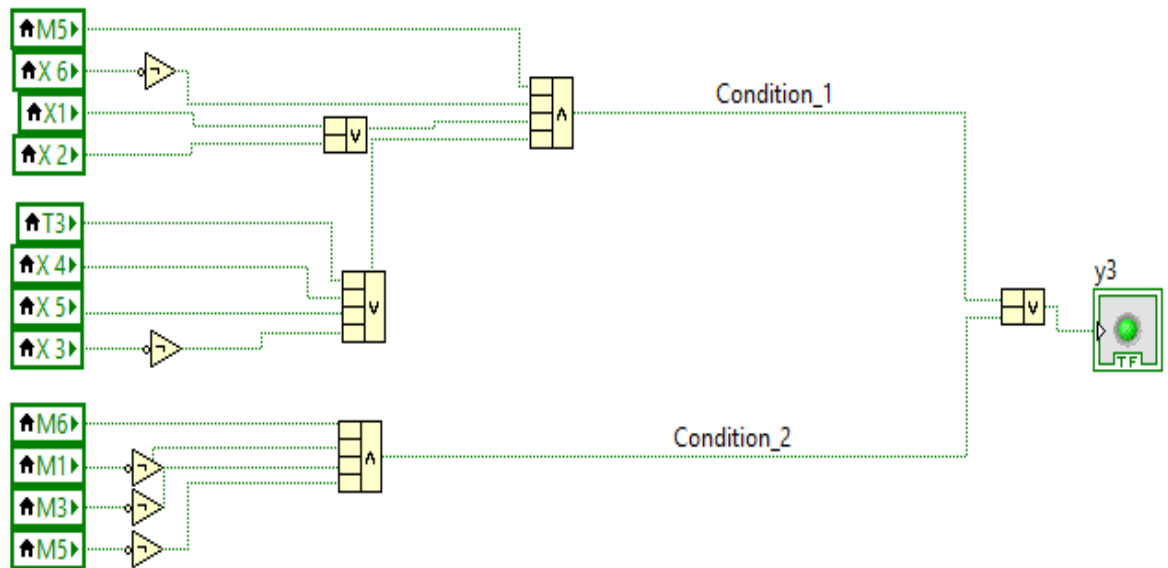 M5
X 6
X1
X 2
Condition_1
T3
X 4
X 5
X 3
y3
TF
M6
M1
M3
M5
Condition_2